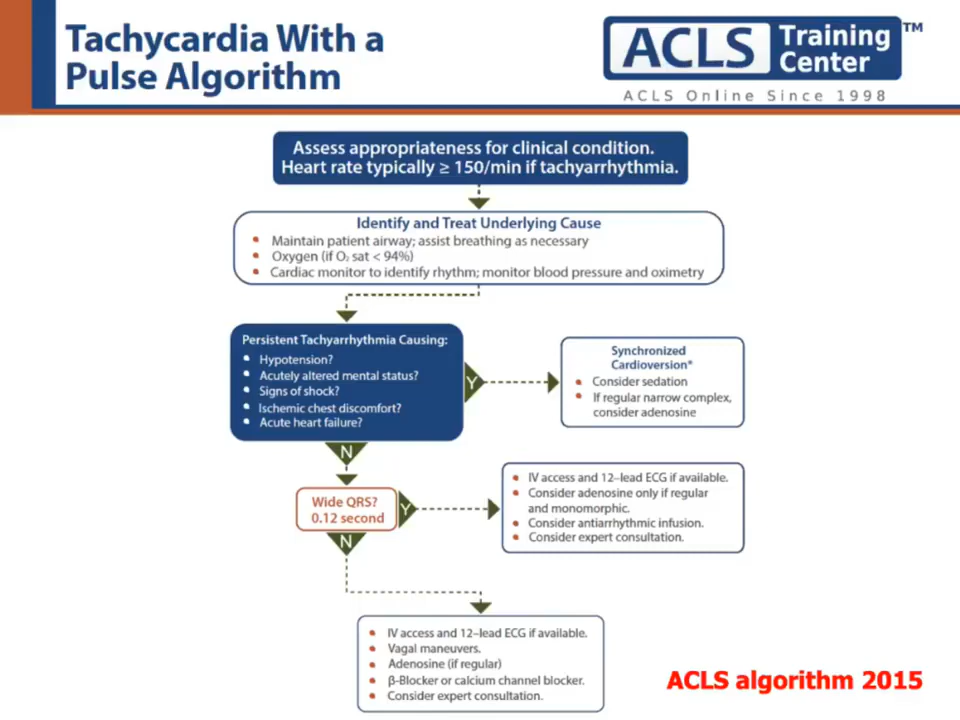 Tachycardia With a
Pulse Algorithm
ACLS Training Center™
ACLS Online Since 1998
Assess appropriateness for clinical condition.
Heart rate typically ≥ 150/min if tachyarrhythmia.
Identify and Treat Underlying Cause
• Maintain patient airway; assist breathing as necessary
• Oxygen (if O₂ sat < 94%)
• Cardiac monitor to identify rhythm; monitor blood pressure and oximetry
Persistent Tachyarrhythmia Causing:
• Hypotension?
• Acutely altered mental status?
• Signs of shock?
• Ischemic chest discomfort?
• Acute heart failure?
Y
Synchronized
Cardioversion*
• Consider sedation
• If regular narrow complex,
consider adenosine
N
Wide QRS?
0.12 second
Y
• IV access and 12–lead ECG if available.
• Consider adenosine only if regular
and monomorphic.
• Consider antiarrhythmic infusion.
• Consider expert consultation.
N
• IV access and 12–lead ECG if available.
• Vagal maneuvers.
• Adenosine (if regular)
• β-Blocker or calcium channel blocker.
• Consider expert consultation.
ACLS algorithm 2015